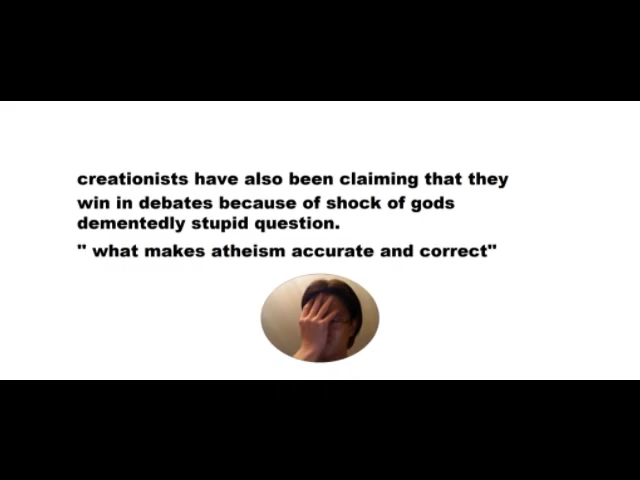 creationists have also been claiming that they
win in debates because of shock of gods
dementedly stupid question.
" what makes atheism accurate and correct"